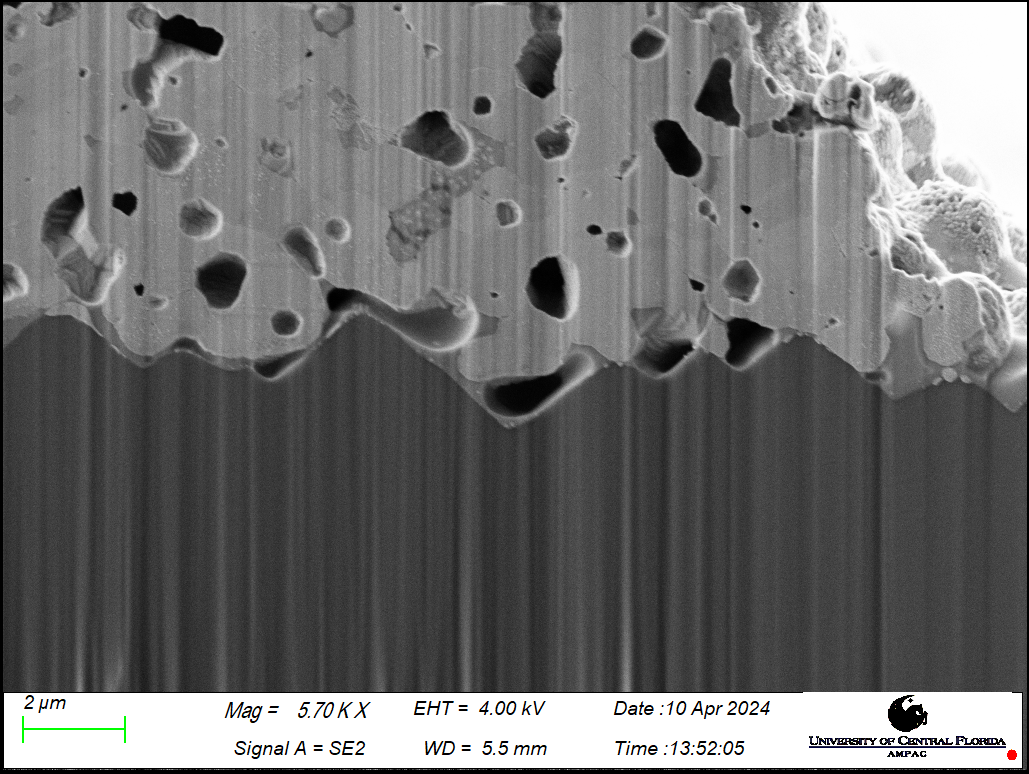 2 µm
Mag = 5.70 K X
EHT = 4.00 kV
Date :10 Apr 2024
Signal A = SE2
WD = 5.5 mm
Time :13:52:05
UNIVERSITY OF CENTRAL FLORIDA
AMPAC